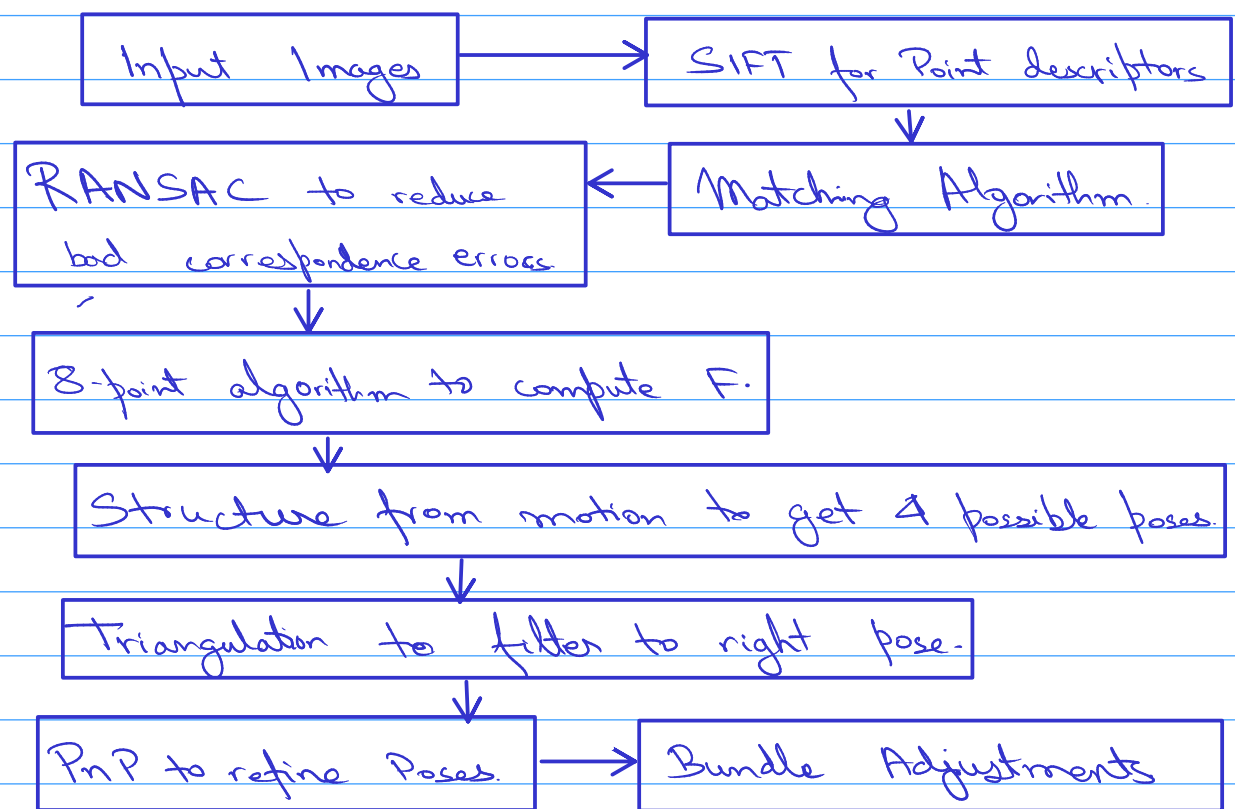 Input Images
SIFT for Point descriptors
Matching Algorithm.
RANSAC to reduce
bad correspondence errors
8-point algorithm to compute F.
Structure from motion to get 4 possible poses.
Triangulation to filter to right pose.
PnP to refine Poses.
Bundle Adjustments